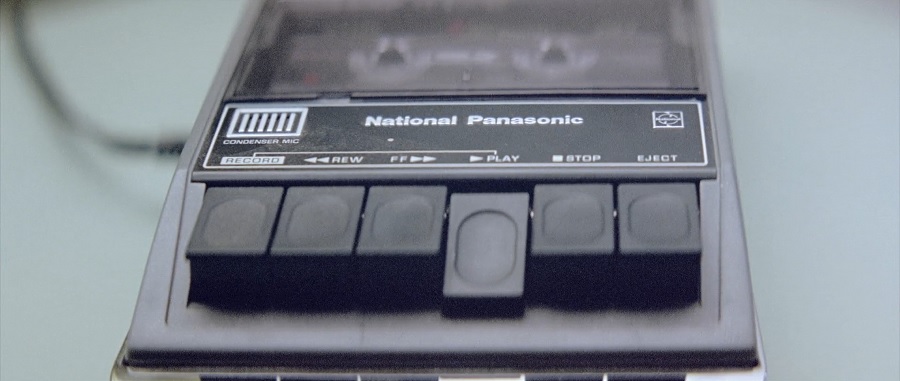 National Panasonic
CONDENSER MIC
RECORD ◀◀ REW FF ▶▶ ▶ PLAY ■ STOP EJECT